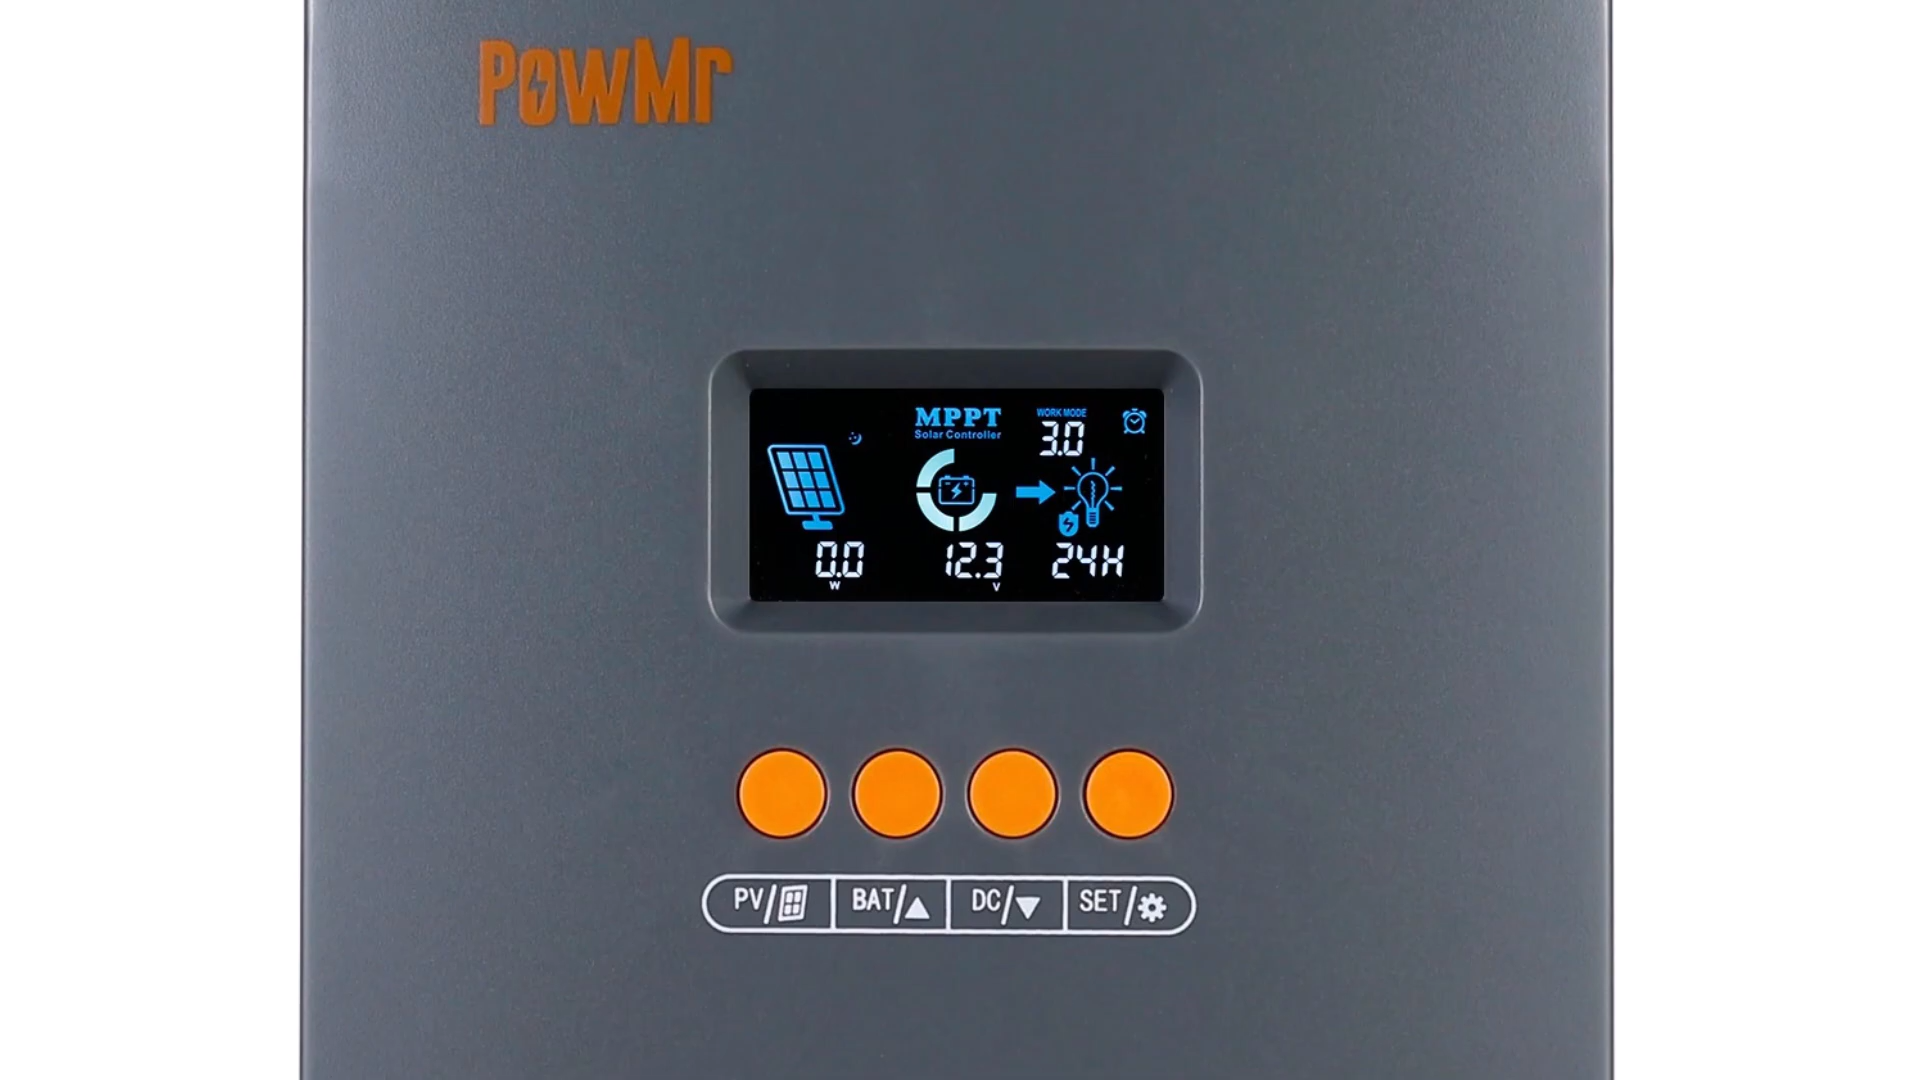 PowMr
MPPT
Solar Controller
WORK MODE
3.0
0.0
W
12.3
V
24H
PV/
BAT/▲
DC/▼
SET/